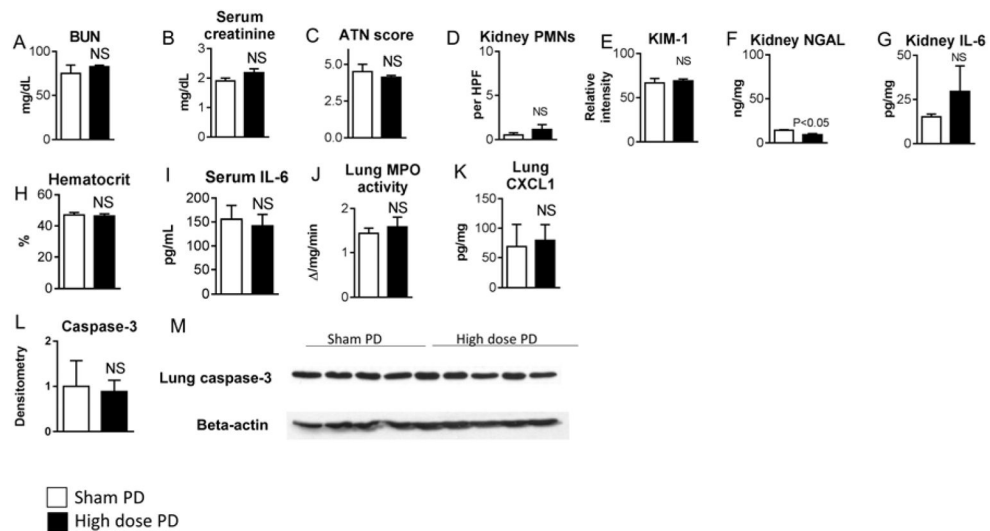 A
BUN
mg/dL
100
50
0
NS
B
Serum
creatinine
mg/dL
3
2
1
0
NS
C
ATN score
5.0
2.5
0.0
NS
D
Kidney PMNs
per HPF
10
5
0
NS
E
KIM-1
Relative
intensity
100
50
0
NS
F
Kidney NGAL
ng/mg
100
50
0
P<0.05
G
Kidney IL-6
pg/mg
50
25
0
NS
H
Hematocrit
%
60
40
20
0
NS
I
Serum IL-6
pg/mL
200
150
100
50
0
NS
J
Lung MPO
activity
Δ/mg/min
2
1
0
NS
K
Lung
CXCL1
pg/mg
150
100
50
0
NS
L
Caspase-3
Densitometry
2
1
0
NS
M
Sham PD
High dose PD
Lung caspase-3
Beta-actin
Sham PD
High dose PD